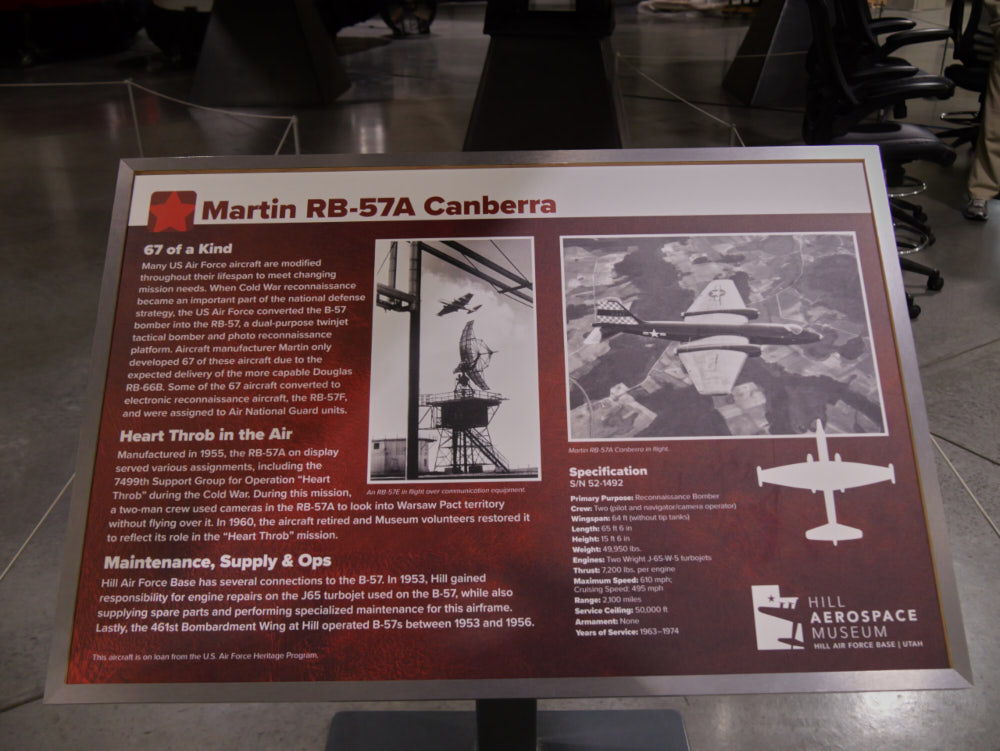 Martin RB-57A Canberra
67 of a Kind
Many US Air Force aircraft are modified
throughout their lifespan to meet changing
mission needs. When Cold War reconnaissance
became an important part of the national defense
strategy, the US Air Force converted the B-57
bomber into the RB-57, a dual-purpose twinjet
tactical bomber and photo reconnaissance
platform. Aircraft manufacturer Martin only
developed 67 of these aircraft due to the
expected delivery of the more capable Douglas
RB-66B. Some of the 67 aircraft converted to
electronic reconnaissance aircraft, the RB-57F,
and were assigned to Air National Guard units.
Heart Throb in the Air
Manufactured in 1955, the RB-57A on display
served various assignments, including the
7499th Support Group for Operation "Heart
Throb" during the Cold War. During this mission,
a two-man crew used cameras in the RB-57A to look into Warsaw Pact territory
without flying over it. In 1960, the aircraft retired and Museum volunteers restored it
to reflect its role in the "Heart Throb" mission.
Maintenance, Supply & Ops
Hill Air Force Base has several connections to the B-57. In 1953, Hill gained
responsibility for engine repairs on the J65 turbojet used on the B-57, while also
supplying spare parts and performing specialized maintenance for this airframe.
Lastly, the 461st Bombardment Wing at Hill operated B-57s between 1953 and 1956.
This aircraft is on loan from the U.S. Air Force Heritage Program.
An RB-57E in flight over communication equipment.
Martin RB-57A Canberra in flight.
Specification
S/N 52-1492
Primary Purpose: Reconnaissance Bomber
Crew: Two (pilot and navigator/camera operator)
Wingspan: 64 ft (without tip tanks)
Length: 65 ft 6 in
Height: 15 ft 6 in
Weight: 49,950 lbs.
Engines: Two Wright J-65-W-5 turbojets
Thrust: 7,200 lbs. per engine
Maximum Speed: 610 mph;
Cruising Speed: 495 mph
Range: 2,100 miles
Service Ceiling: 50,000 ft
Armament: None
Years of Service: 1963–1974
HILL
AEROSPACE
MUSEUM
HILL AIR FORCE BASE | UTAH